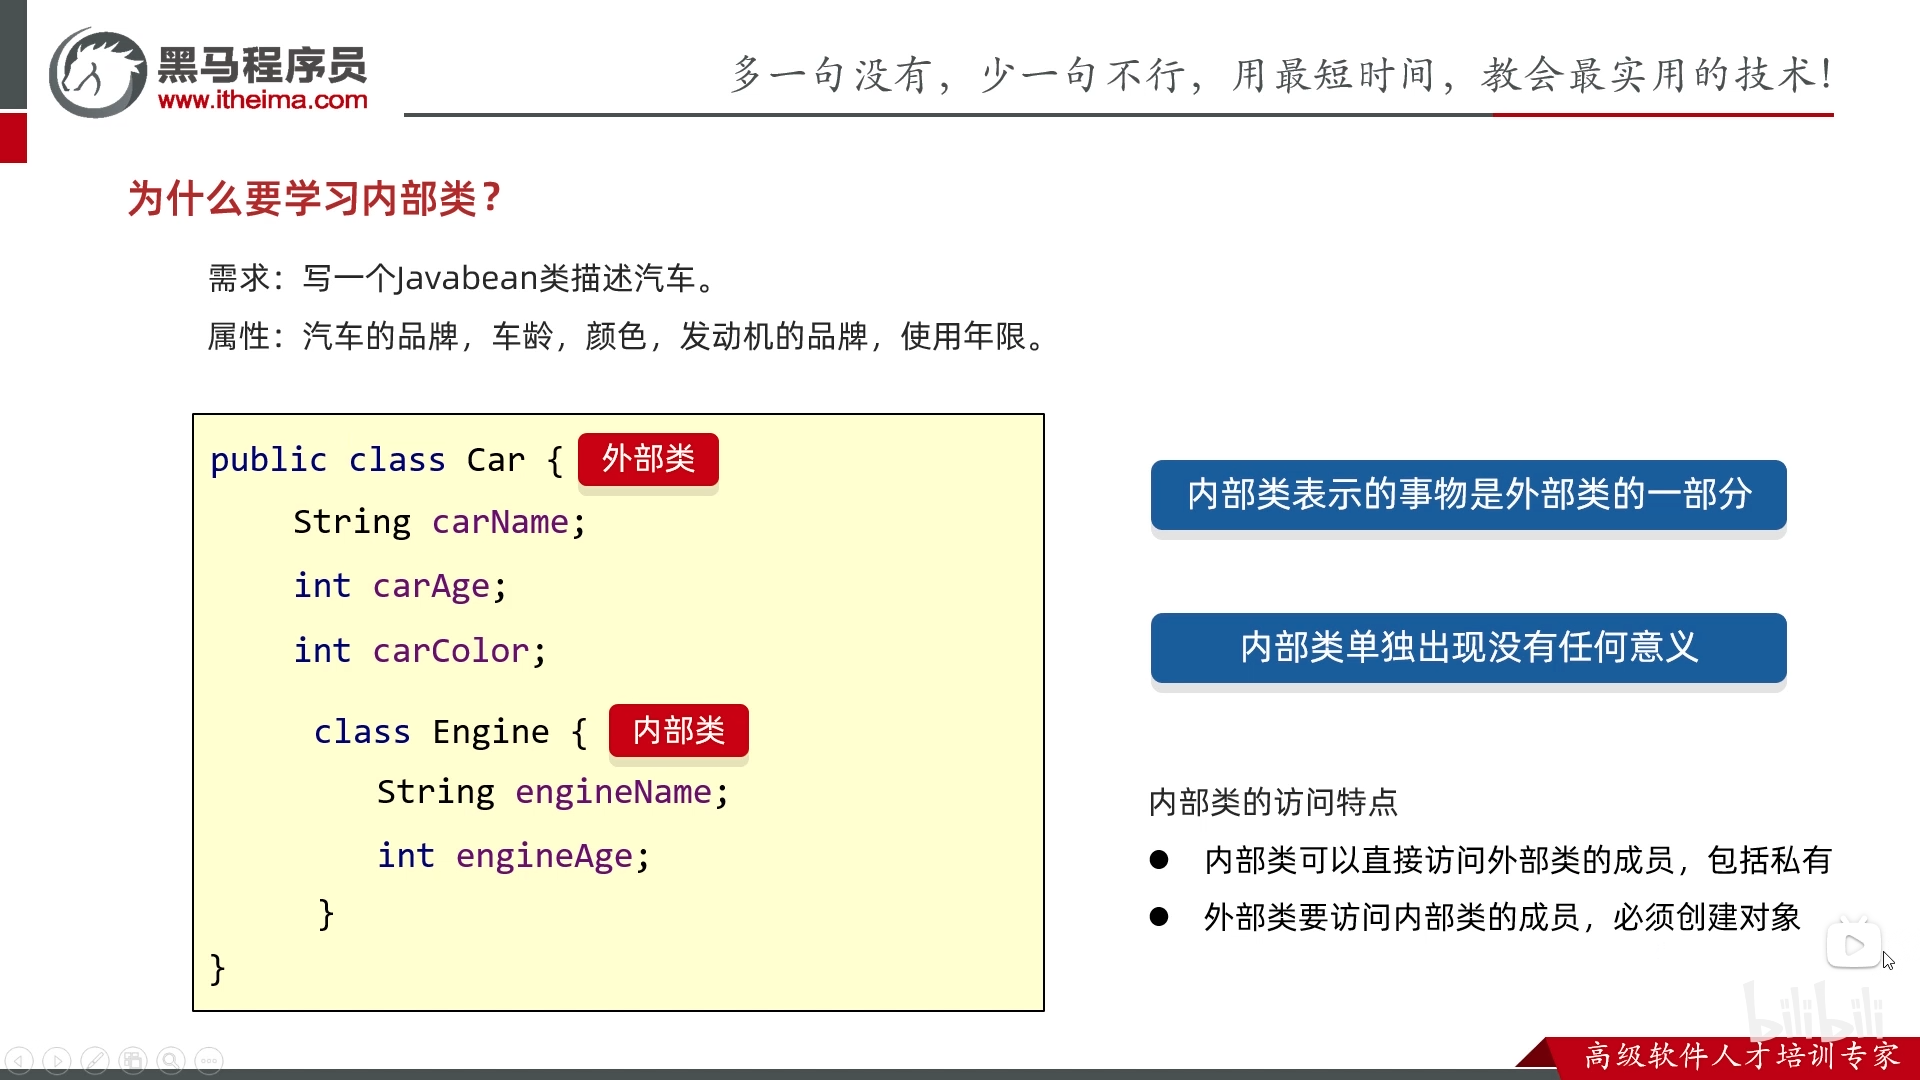 黑马程序员
www.itheima.com
多一句没有，少一句不行，用最短时间，教会最实用的技术！
为什么要学习内部类？
需求：写一个Javabean类描述汽车。
属性：汽车的品牌，车龄，颜色，发动机的品牌，使用年限。
public class Car { 外部类
String carName;
int carAge;
int carColor;
class Engine { 内部类
String engineName;
int engineAge;
}
}
内部类表示的事物是外部类的一部分
内部类单独出现没有任何意义
内部类的访问特点
● 内部类可以直接访问外部类的成员，包括私有
● 外部类要访问内部类的成员，必须创建对象
bilibili
高级软件人才培训专家